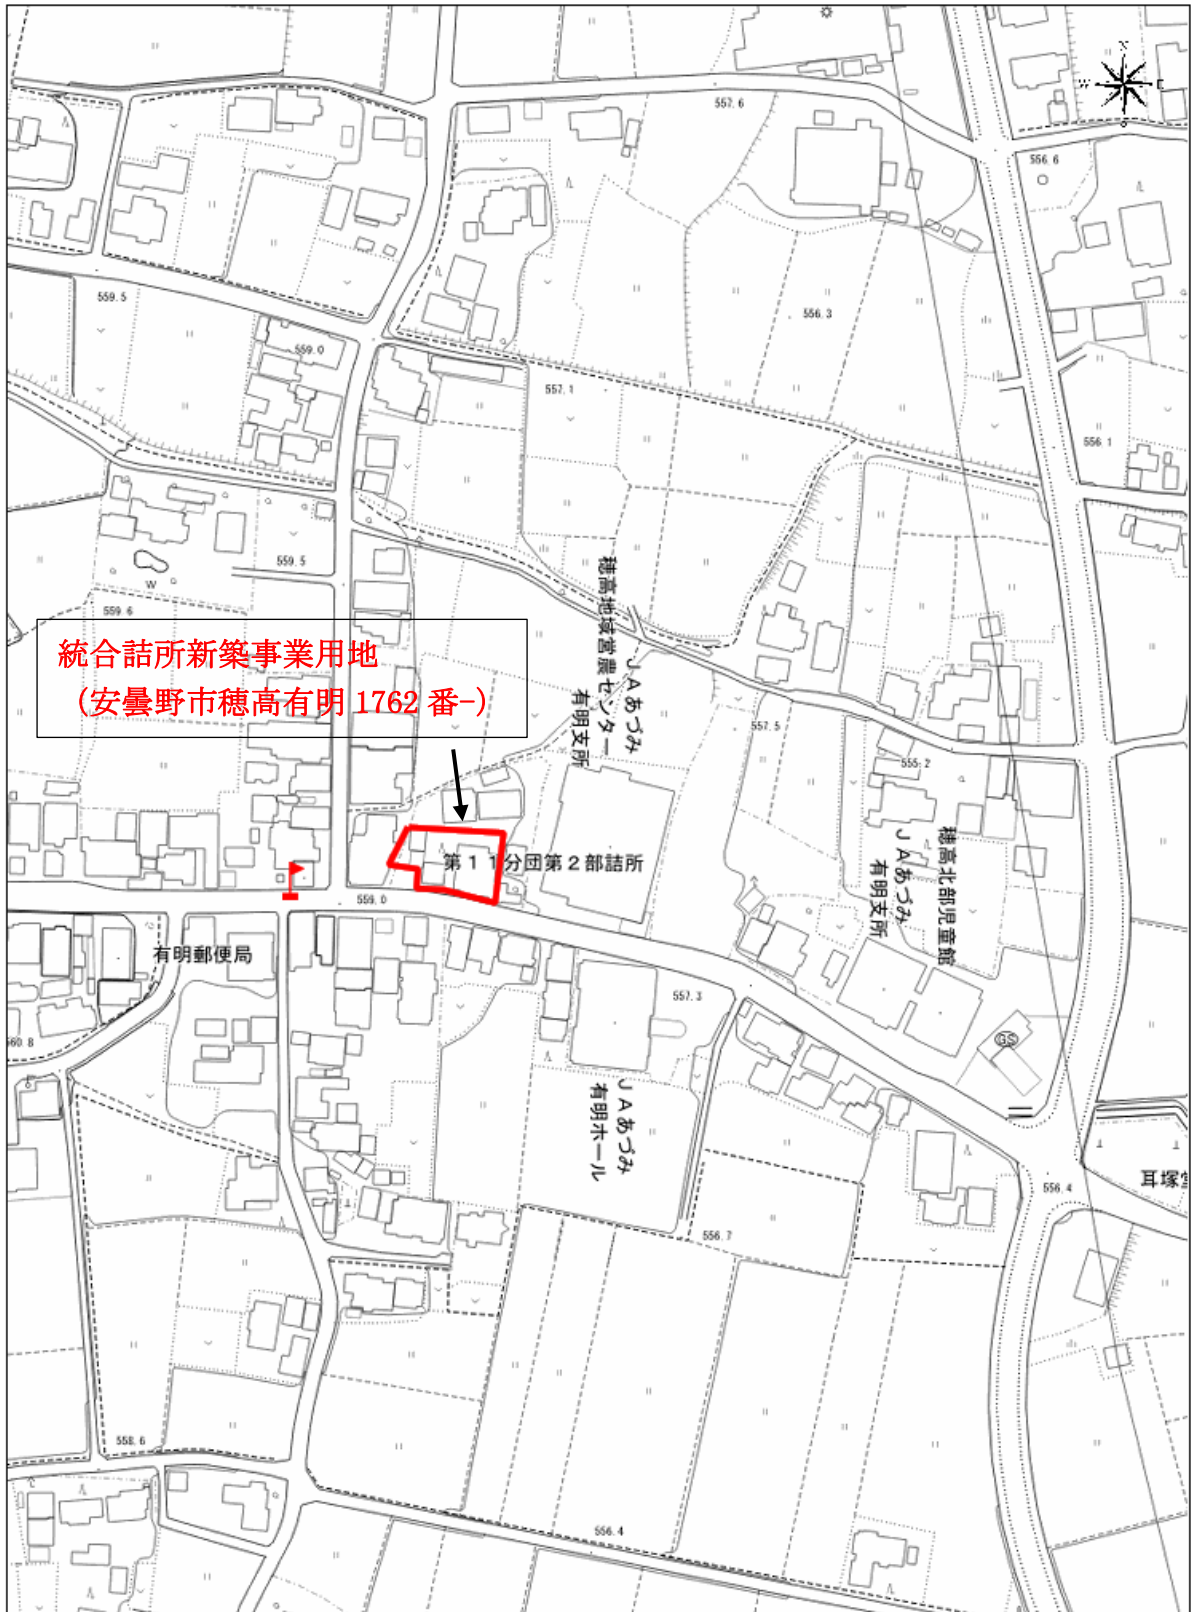 N
W
E
557.6
556.6
559.5
556.3
559.0
557.1
556.1
559.5
W
559.6
統合詰所新築事業用地
(安曇野市穂高有明 1762 番-)
穂高地域営農センター
ＪＡあづみ
有明支所
557.5
555.2
第１１分団第２部詰所
穂高北部児童館
ＪＡあづみ
有明支所
559.0
有明郵便局
557.3
560.8
GS
ＪＡあづみ
有明ホール
耳塚
556.4
556.7
558.6
556.4